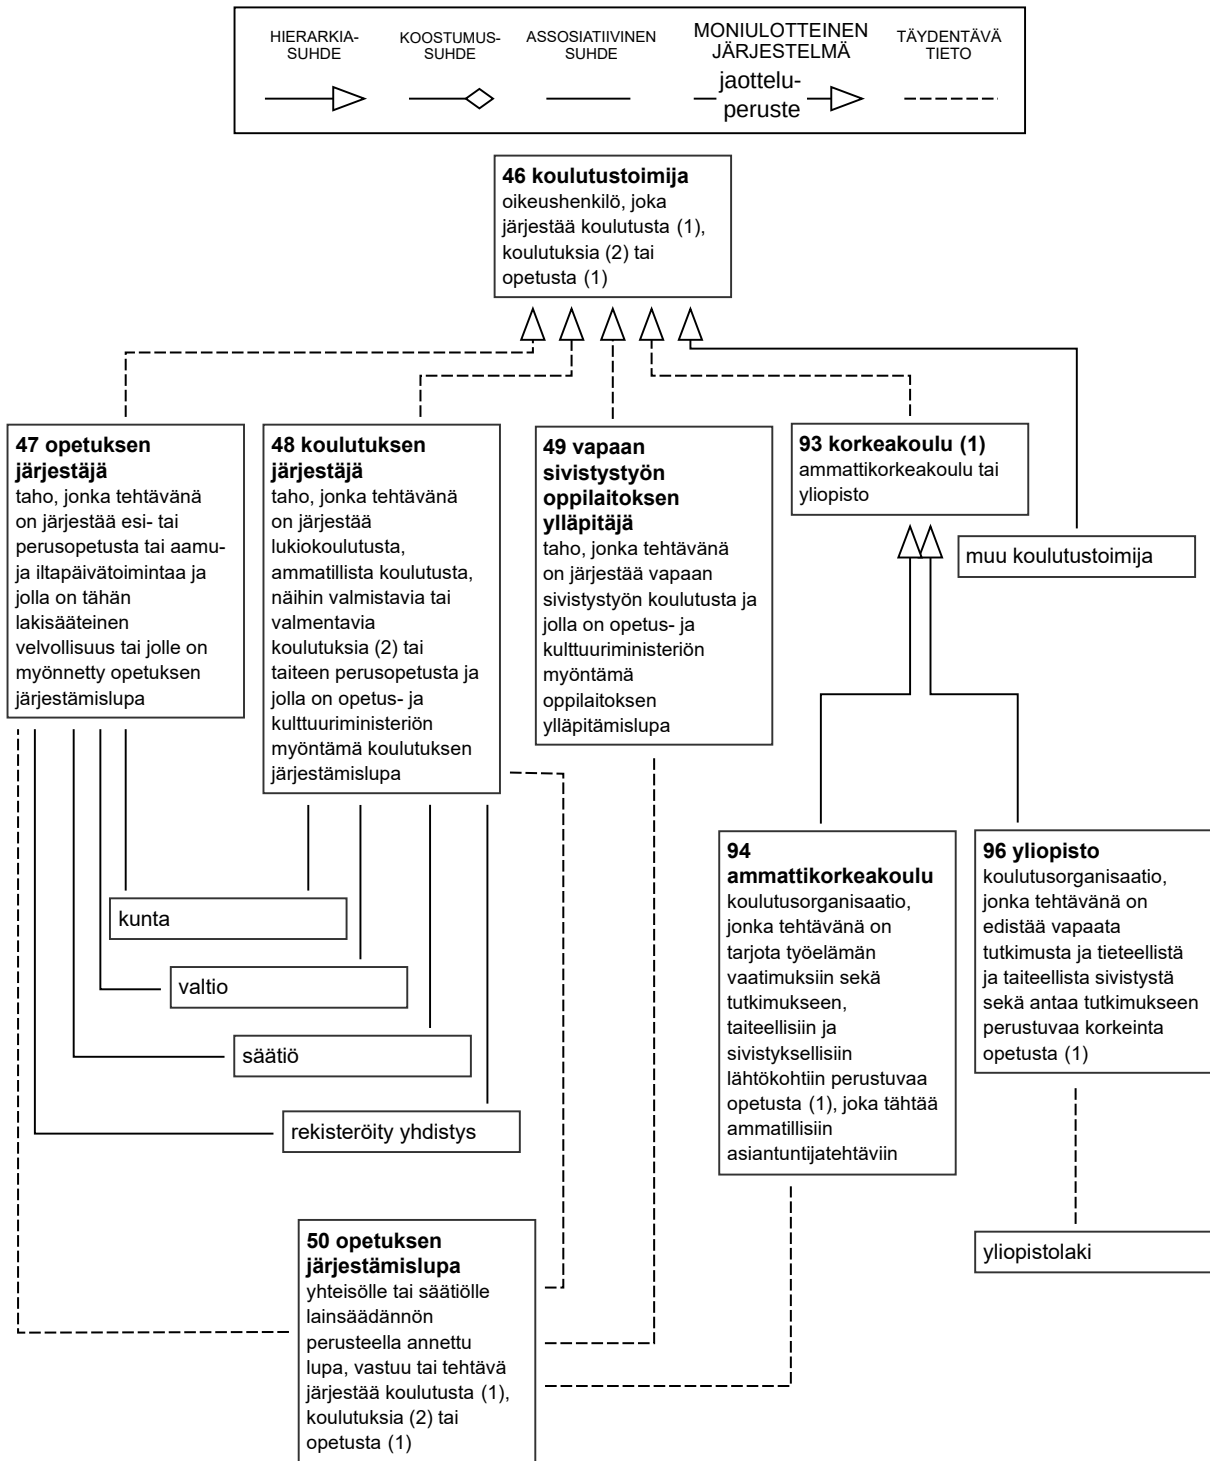 HIERARKIA-
SUHDE
KOOSTUMUS-
SUHDE
ASSOSIATIIVINEN
SUHDE
MONIULOTTEINEN
JÄRJESTELMÄ
jaottelu-
peruste
TÄYDENTÄVÄ
TIETO
46 koulutustoimija
oikeushenkilö, joka
järjestää koulutusta (1),
koulutuksia (2) tai
opetusta (1)
47 opetuksen
järjestäjä
taho, jonka tehtävänä
on järjestää esi- tai
perusopetusta tai aamu-
ja iltapäivätoimintaa ja
jolla on tähän
lakisääteinen
velvollisuus tai jolle on
myönnetty opetuksen
järjestämislupa
48 koulutuksen
järjestäjä
taho, jonka tehtävänä
on järjestää
lukiokoulutusta,
ammatillista koulutusta,
näihin valmistavia tai
valmentavia
koulutuksia (2) tai
taiteen perusopetusta ja
jolla on opetus- ja
kulttuuriministeriön
myöntämä koulutuksen
järjestämislupa
49 vapaan
sivistystyön
oppilaitoksen
ylläpitäjä
taho, jonka tehtävänä
on järjestää vapaan
sivistystyön koulutusta ja
jolla on opetus- ja
kulttuuriministeriön
myöntämä
oppilaitoksen
ylläpitämislupa
93 korkeakoulu (1)
ammattikorkeakoulu tai
yliopisto
muu koulutustoimija
kunta
valtio
säätiö
rekisteröity yhdistys
94
ammattikorkeakoulu
koulutusorganisaatio,
jonka tehtävänä on
tarjota työelämän
vaatimuksiin sekä
tutkimukseen,
taiteellisiin ja
sivistyksellisiin
lähtökohtiin perustuvaa
opetusta (1), joka tähtää
ammatillisiin
asiantuntijatehtäviin
96 yliopisto
koulutusorganisaatio,
jonka tehtävänä on
edistää vapaata
tutkimusta ja tieteellistä
ja taiteellista sivistystä
sekä antaa tutkimukseen
perustuvaa korkeinta
opetusta (1)
yliopistolaki
50 opetuksen
järjestämislupa
yhteisölle tai säätiölle
lainsäädännön
perusteella annettu
lupa, vastuu tai tehtävä
järjestää koulutusta (1),
koulutuksia (2) tai
opetusta (1)